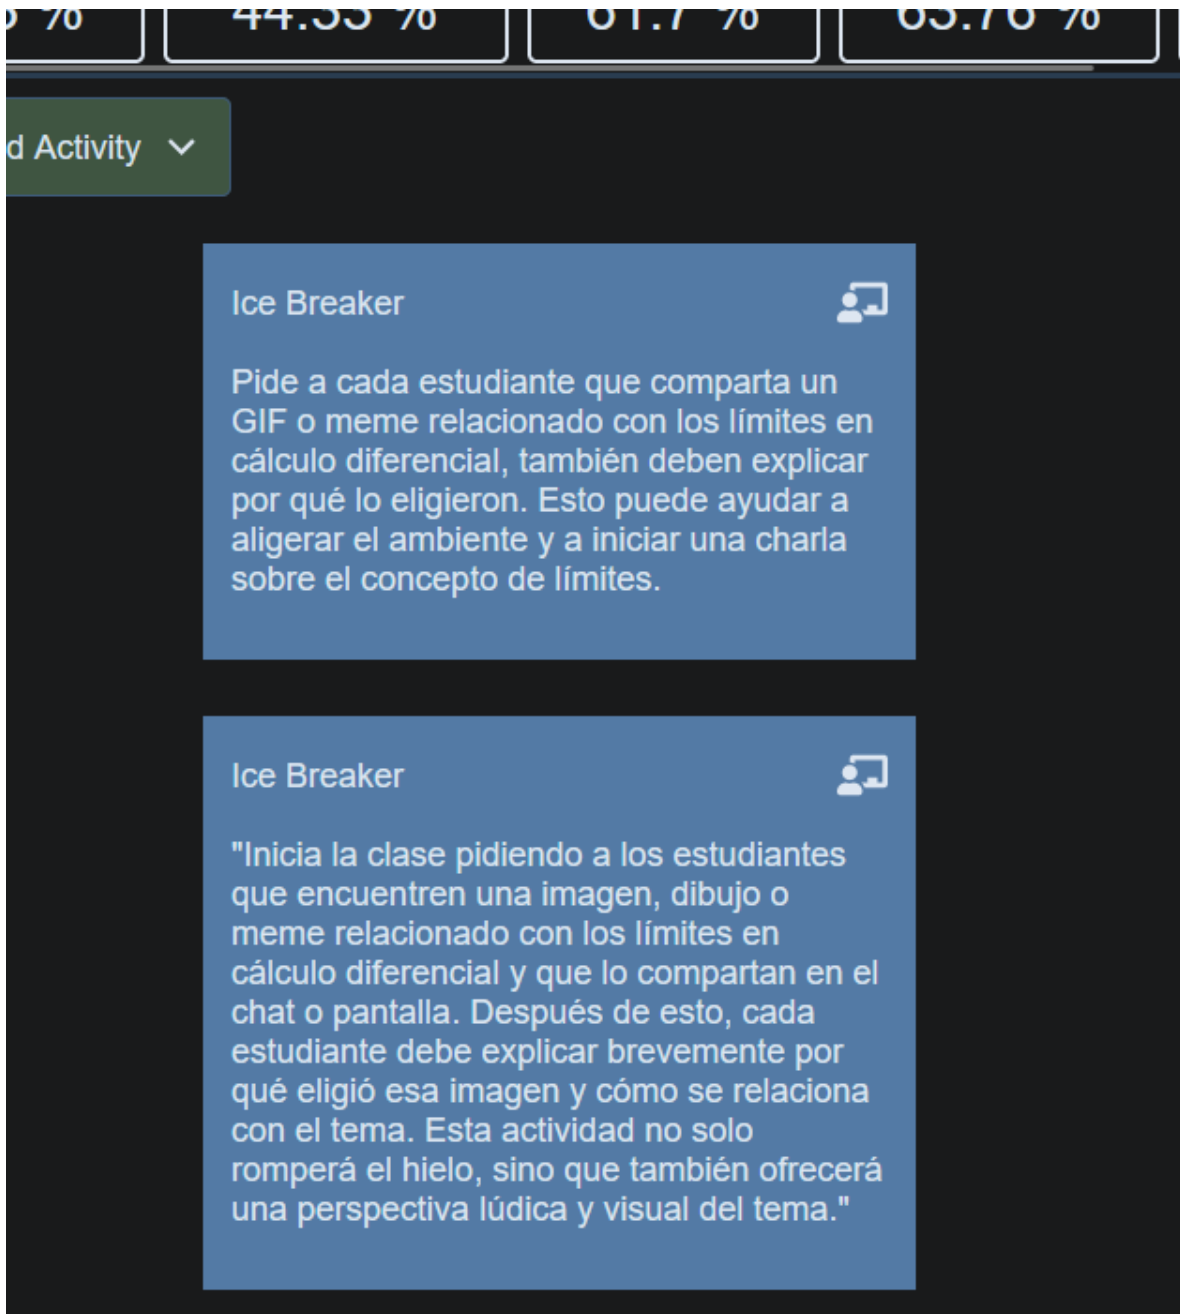 %
44.33 %
61.7 %
63.76 %
d Activity
Ice Breaker
Pide a cada estudiante que comparta un
GIF o meme relacionado con los límites en
cálculo diferencial, también deben explicar
por qué lo eligieron. Esto puede ayudar a
aligerar el ambiente y a iniciar una charla
sobre el concepto de límites.
Ice Breaker
"Inicia la clase pidiendo a los estudiantes
que encuentren una imagen, dibujo o
meme relacionado con los límites en
cálculo diferencial y que lo compartan en el
chat o pantalla. Después de esto, cada
estudiante debe explicar brevemente por
qué eligió esa imagen y cómo se relaciona
con el tema. Esta actividad no solo
romperá el hielo, sino que también ofrecerá
una perspectiva lúdica y visual del tema."